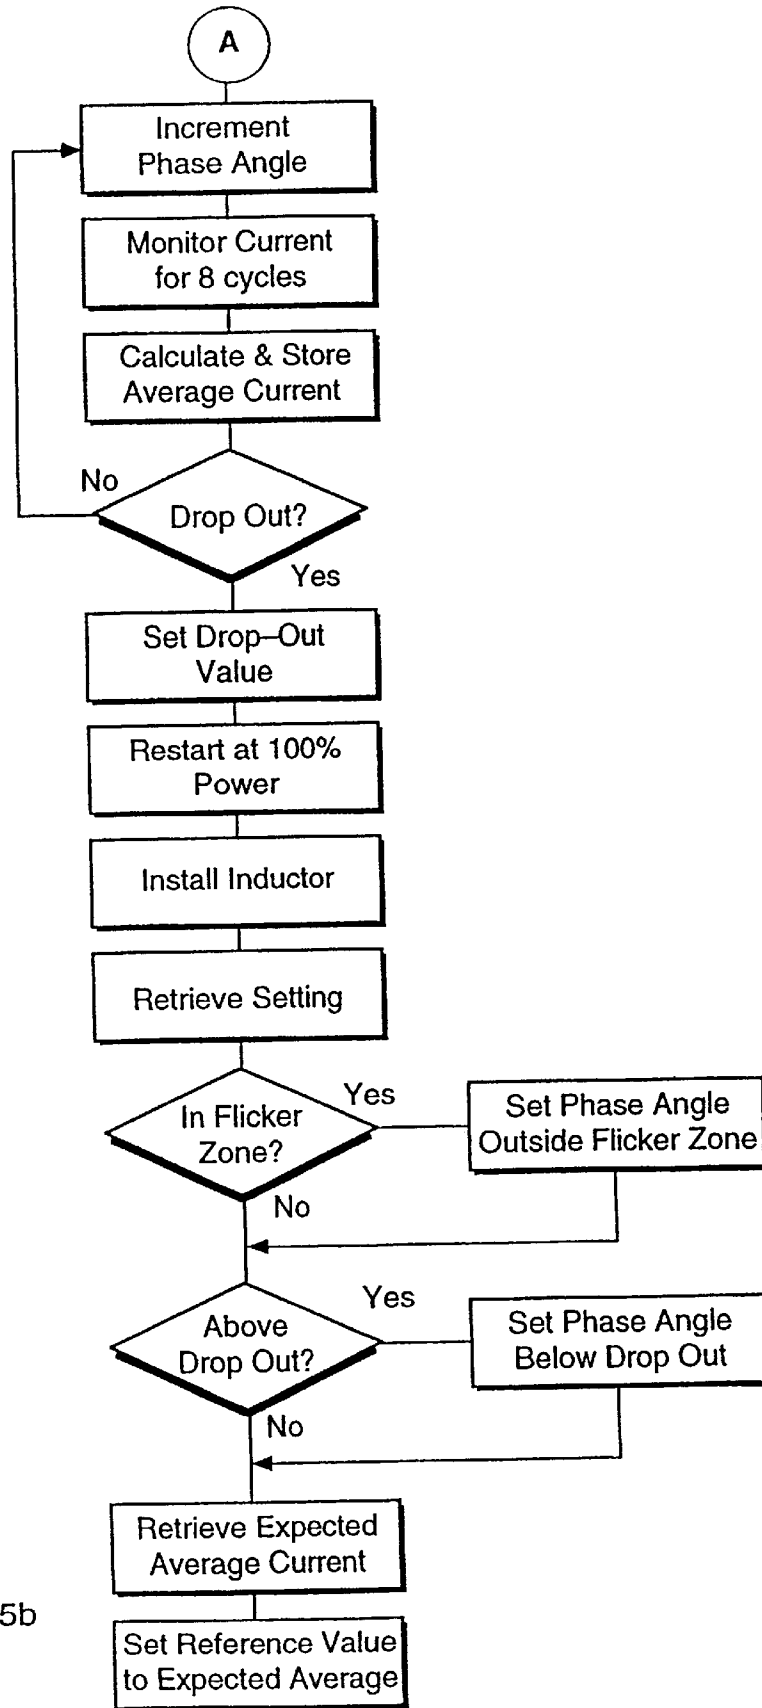 A
Increment
Phase Angle
Monitor Current
for 8 cycles
Calculate & Store
Average Current
No
Drop Out?
Yes
Set Drop–Out
Value
Restart at 100%
Power
Install Inductor
Retrieve Setting
In Flicker
Zone?
Yes
Set Phase Angle
Outside Flicker Zone
No
Above
Drop Out?
Yes
Set Phase Angle
Below Drop Out
No
Retrieve Expected
Average Current
5b
Set Reference Value
to Expected Average